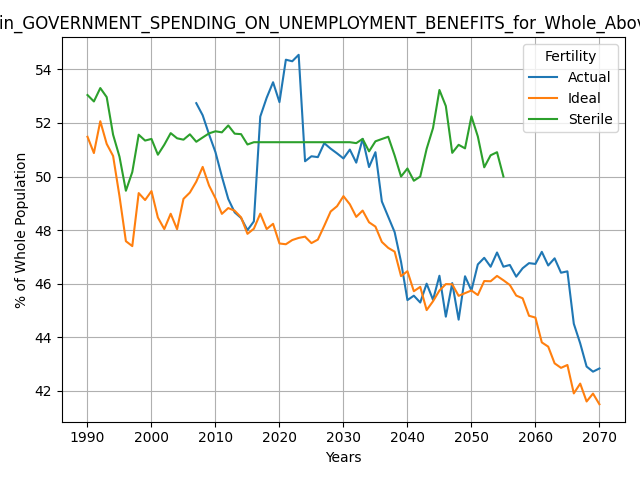 in_GOVERNMENT_SPENDING_ON_UNEMPLOYMENT_BENEFITS_for_Whole_Abov
% of Whole Population
54
52
50
48
46
44
42
1990
2000
2010
2020
2030
2040
2050
2060
2070
Years
Fertility
Actual
Ideal
Sterile